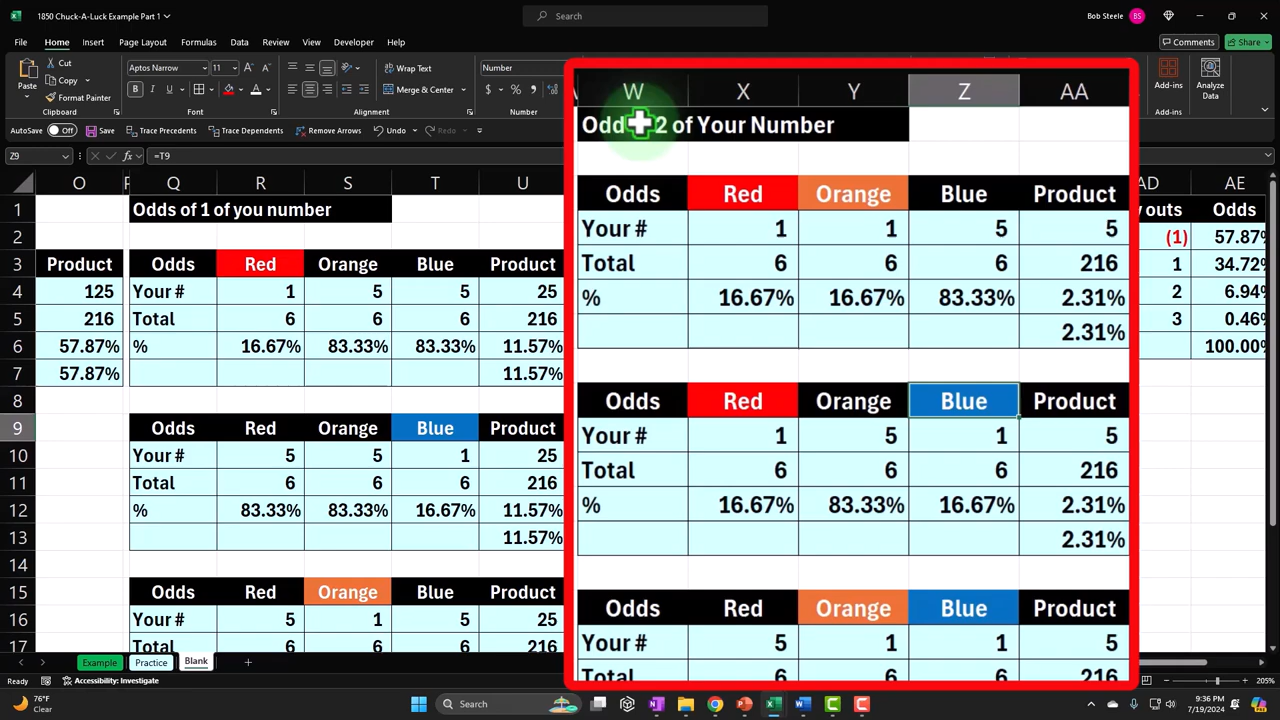 1850 Chuck-A-Luck Example Part 1
Search
Bob Steele
BS
File Home Insert Page Layout Formulas Data Review View Developer Help
Comments
Share
Paste
Cut
Copy
Format Painter
Clipboard
Aptos Narrow 11
B I U
Font
Wrap Text
Merge & Center
Number
$ %
Add-ins
Add-ins
Analyze Data
AutoSave Off
Insert Pictures
Remove Arrows
Freeze Panes
Z9
fx =T9
O P Q R S T U
1 Odds of 1 of you number
2
3 Product Odds Red Orange Blue Product
4 125 Your # 1 5 5 25
5 216 Total 6 6 6 216
6 57.87% % 16.67% 83.33% 83.33% 11.57%
7 57.87% 11.57%
8
9 Odds Red Orange Blue Product
10 Your # 5 5 1 25
11 Total 6 6 6 216
12 % 83.33% 83.33% 16.67% 11.57%
13 11.57%
14
15 Odds Red Orange Blue Product
16 Your # 5 1 5 25
17 Total 6 6 6 216
W X Y Z AA
Odd 2 of Your Number
Odds Red Orange Blue Product
Your # 1 1 5 5
Total 6 6 6 216
% 16.67% 16.67% 83.33% 2.31%
2.31%
Odds Red Orange Blue Product
Your # 1 5 1 5
Total 6 6 6 216
% 16.67% 83.33% 16.67% 2.31%
2.31%
Odds Red Orange Blue Product
Your # 5 1 1 5
Total 6 6 6 216
AD AE
outs Odds
(1) 57.87%
1 34.72%
2 6.94%
3 0.46%
100.00%
Example Practice Blank
Ready
Accessibility: Investigate
205%
76°F
Clear
Search
9:36 PM
7/19/2024